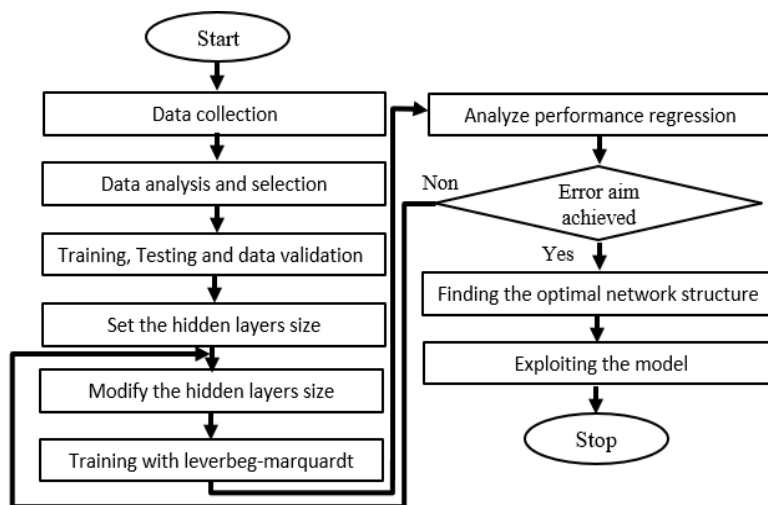 Start
Data collection
Data analysis and selection
Training, Testing and data validation
Set the hidden layers size
Modify the hidden layers size
Training with leverbeg-marquardt
Analyze performance regression
Non
Error aim
achieved
Yes
Finding the optimal network structure
Exploiting the model
Stop